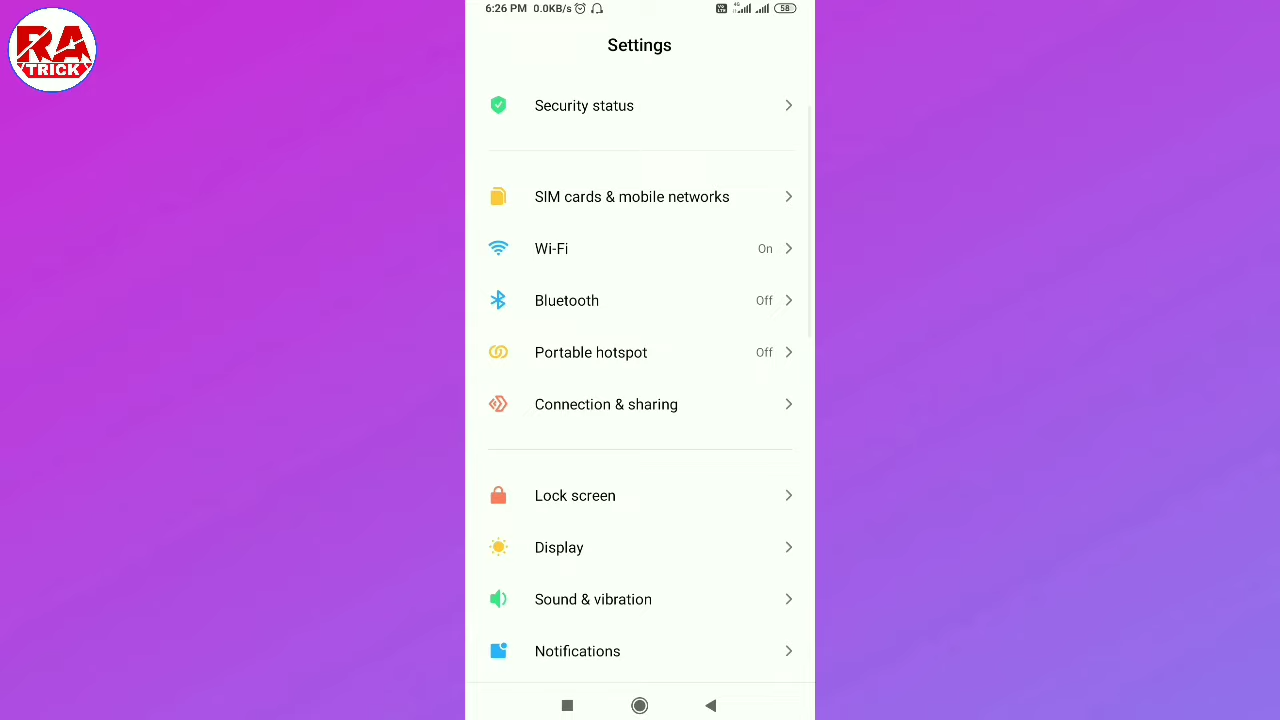 RA
TRICK
6:26 PM 0.0KB/s
4G
58
Settings
Security status
SIM cards & mobile networks
Wi-Fi On
Bluetooth Off
Portable hotspot Off
Connection & sharing
Lock screen
Display
Sound & vibration
Notifications